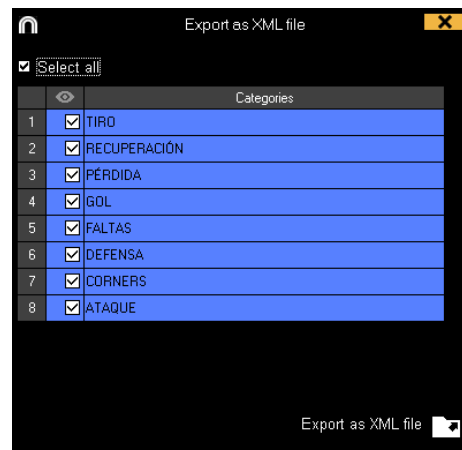 Export as XML file
Select all
Categories
1 TIRO
2 RECUPERACIÓN
3 PÉRDIDA
4 GOL
5 FALTAS
6 DEFENSA
7 CORNERS
8 ATAQUE
Export as XML file